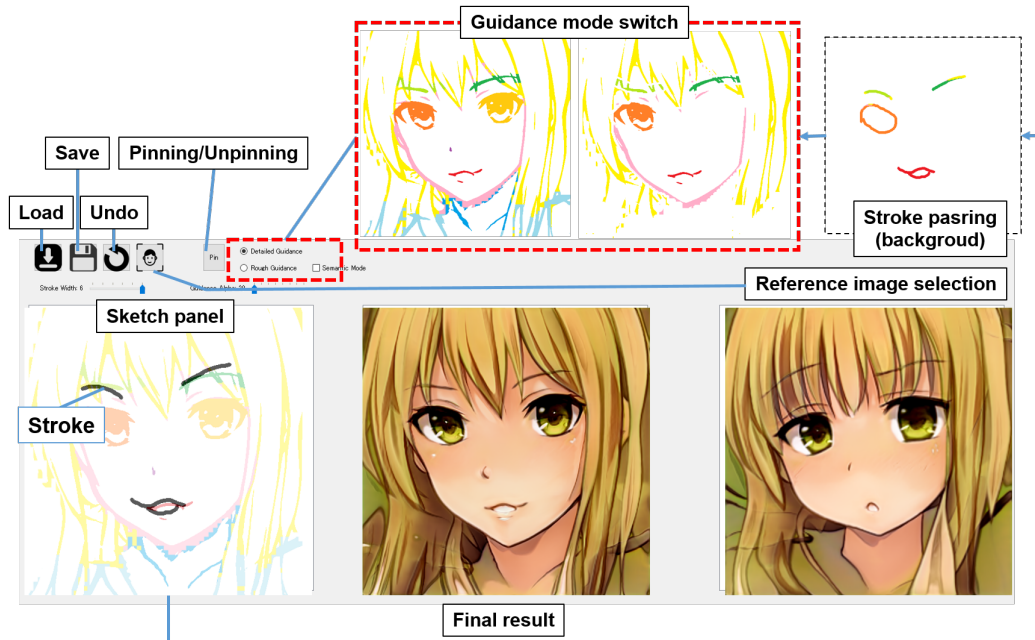 Guidance mode switch
Save
Pinning/Unpinning
Load
Undo
Stroke pasring
(backgroud)
Pin
Detailed Guidance
Rough Guidance
Semantic Mode
Reference image selection
Stroke Width: 6
Sketch panel
Stroke
Final result